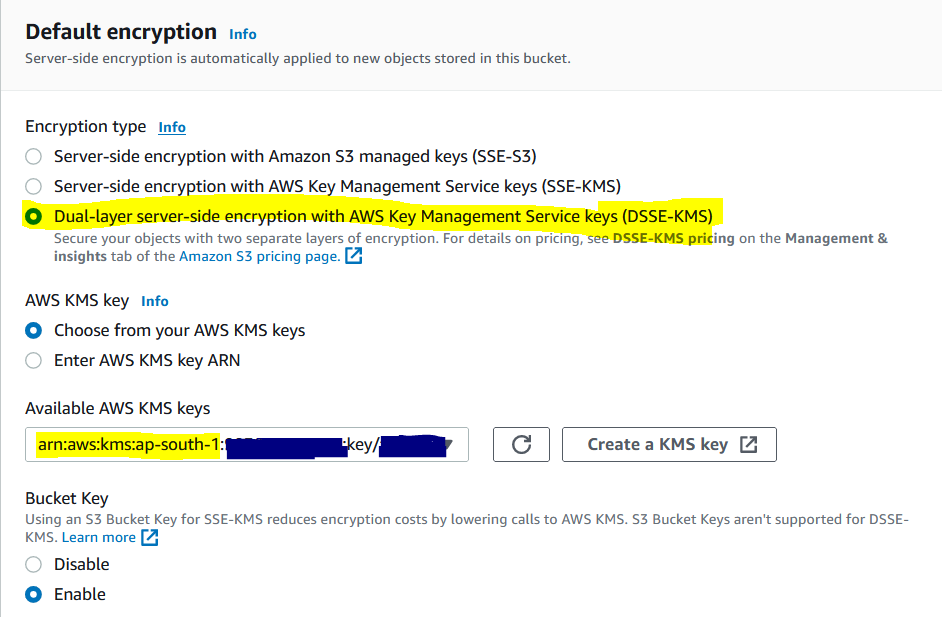 Default encryption Info
Server-side encryption is automatically applied to new objects stored in this bucket.
Encryption type Info
Server-side encryption with Amazon S3 managed keys (SSE-S3)
Server-side encryption with AWS Key Management Service keys (SSE-KMS)
Dual-layer server-side encryption with AWS Key Management Service keys (DSSE-KMS)
Secure your objects with two separate layers of encryption. For details on pricing, see DSSE-KMS pricing on the Management &
insights tab of the Amazon S3 pricing page.
AWS KMS key Info
Choose from your AWS KMS keys
Enter AWS KMS key ARN
Available AWS KMS keys
arn:aws:kms:ap-south-1: :key/
Create a KMS key
Bucket Key
Using an S3 Bucket Key for SSE-KMS reduces encryption costs by lowering calls to AWS KMS. S3 Bucket Keys aren't supported for DSSE-
KMS. Learn more
Disable
Enable